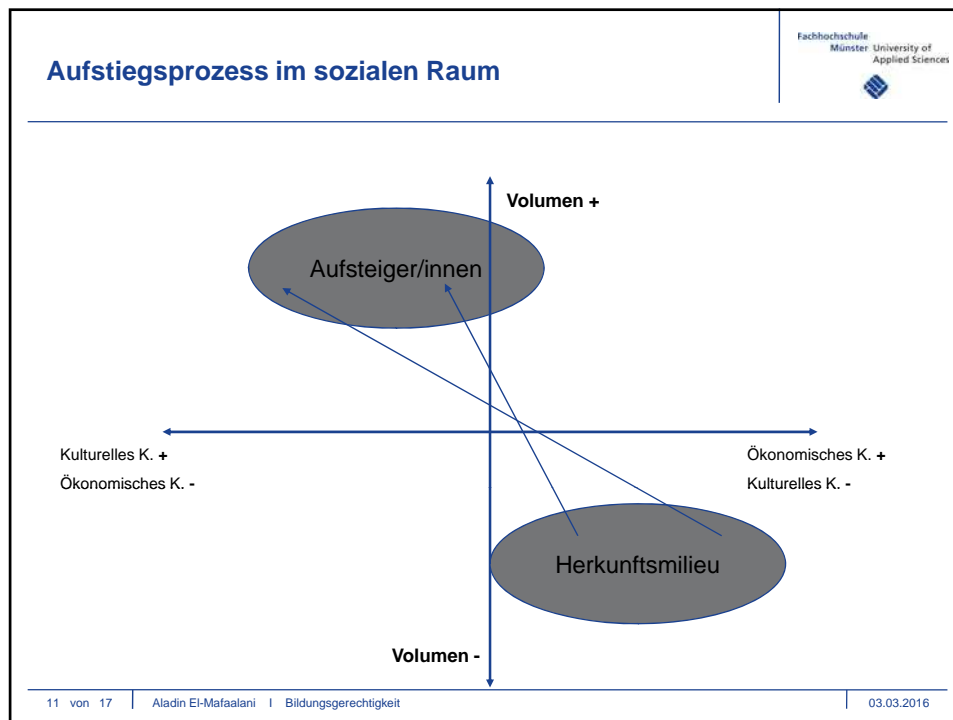 Fachhochschule
Münster University of
Applied Sciences
Aufstiegsprozess im sozialen Raum
Volumen +
Aufsteiger/innen
Kulturelles K. +
Ökonomisches K. -
Ökonomisches K. +
Kulturelles K. -
Herkunftsmilieu
Volumen -
11 von 17 Aladin El-Mafaalani I Bildungsgerechtigkeit 03.03.2016